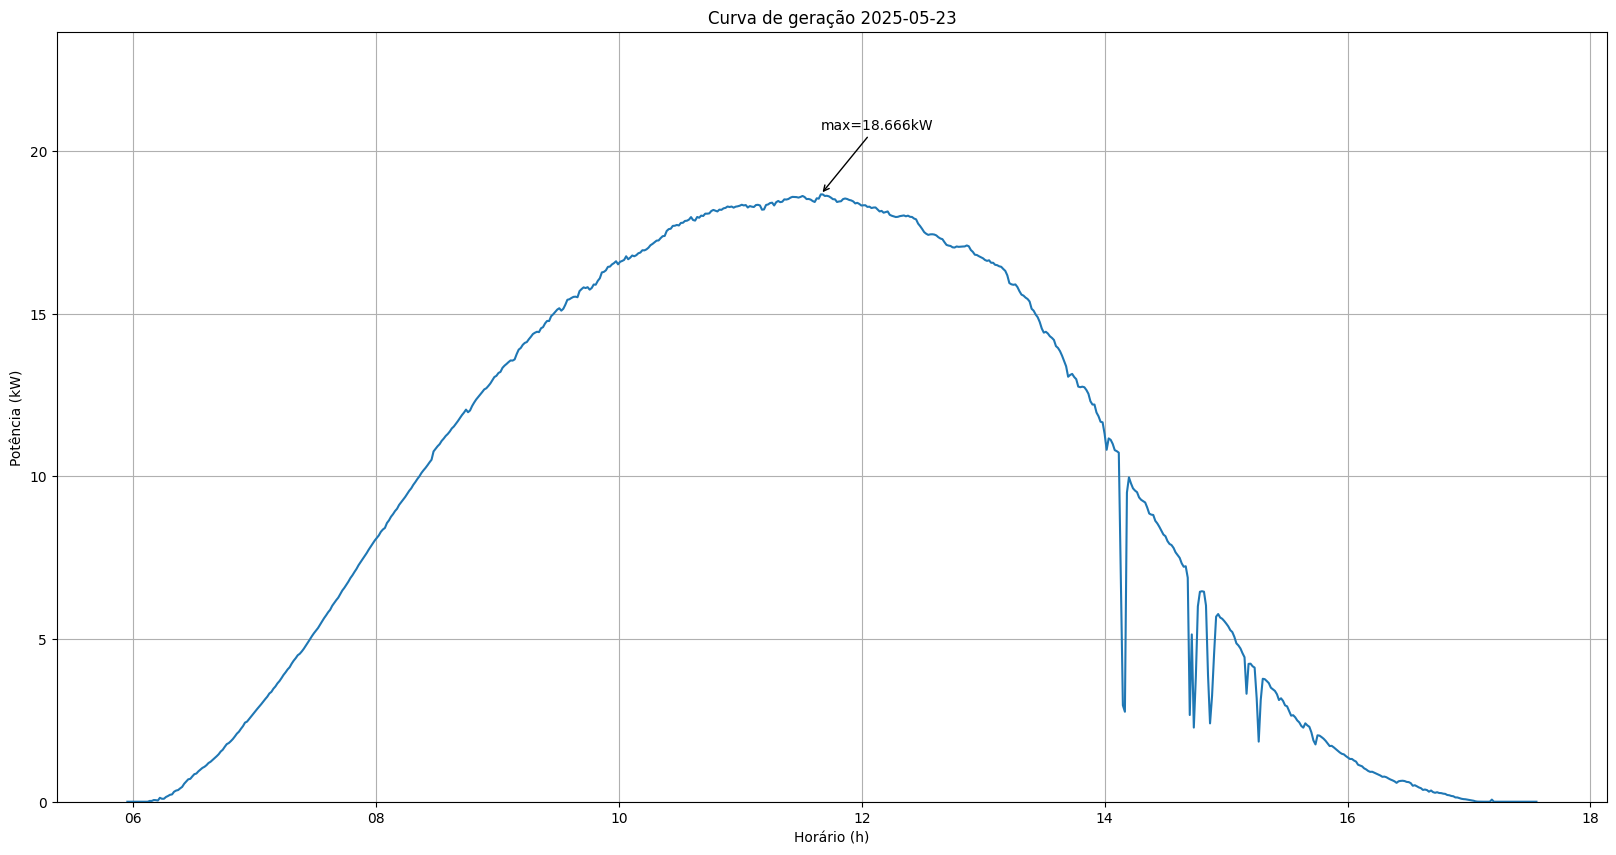 Curva de geração 2025-05-23
max=18.666kW
20
15
10
5
0
Potência (kW)
06 08 10 12 14 16 18
Horário (h)